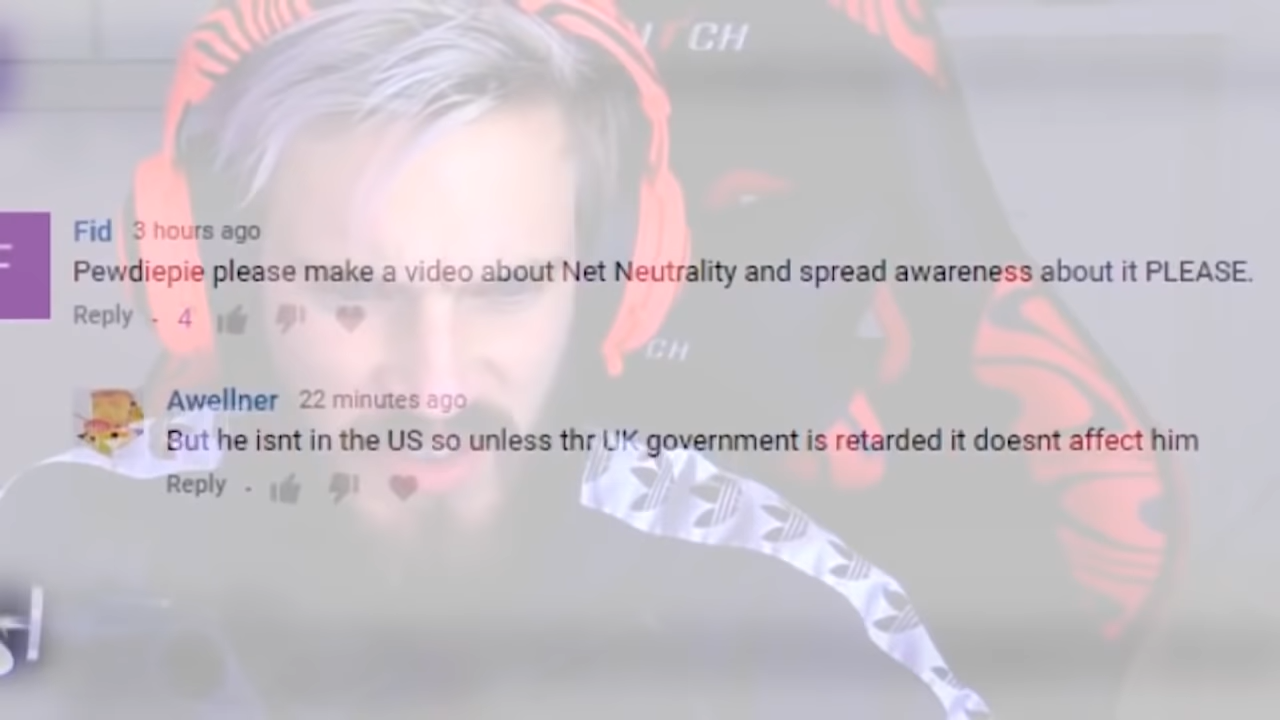 CH
Fid 3 hours ago
Pewdiepie please make a video about Net Neutrality and spread awareness about it PLEASE.
Reply . 4
CH
Awellner 22 minutes ago
But he isnt in the US so unless thr UK government is retarded it doesnt affect him
Reply .